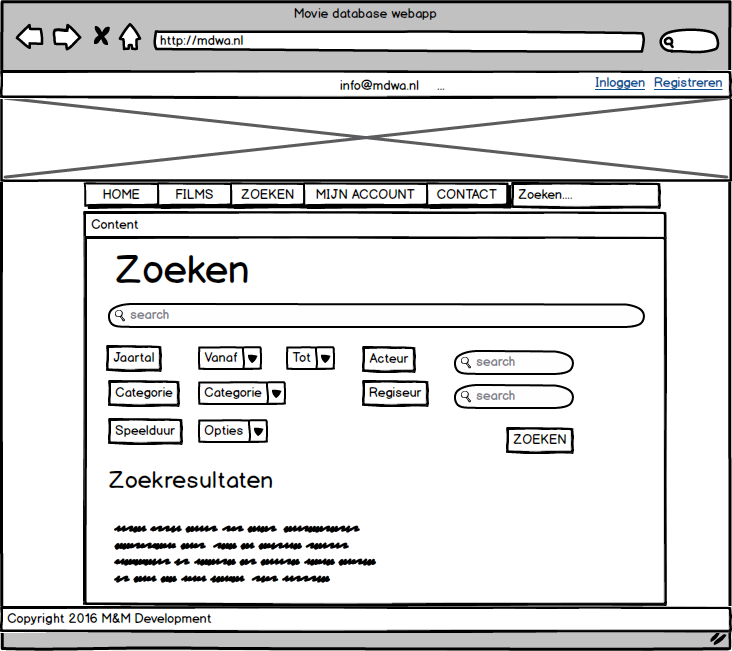 Movie database webapp
http://mdwa.nl
info@mdwa.nl ... Inloggen Registreren
HOME FILMS ZOEKEN MIJN ACCOUNT CONTACT Zoeken....
Content
Zoeken
search
Jaartal Vanaf Tot Acteur search
Categorie Categorie Regiseur search
Speelduur Opties ZOEKEN
Zoekresultaten
Copyright 2016 M&M Development